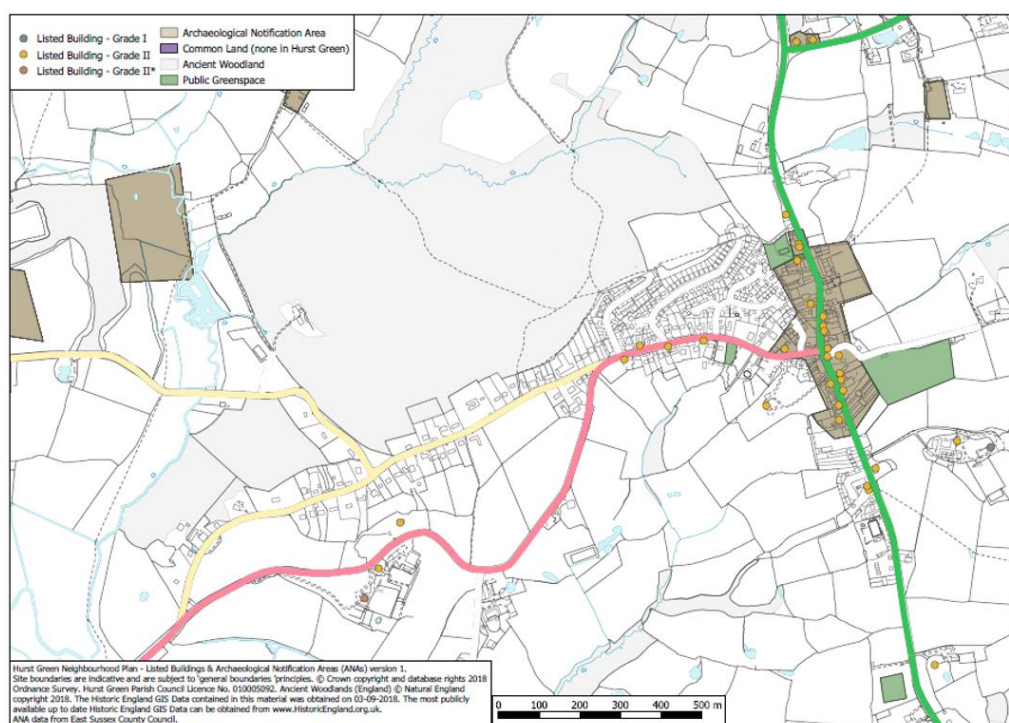 Listed Building - Grade I
Listed Building - Grade II
Listed Building - Grade II*
Archaeological Notification Area
Common Land (none in Hurst Green)
Ancient Woodland
Public Greenspace
Hurst Green Neighbourhood Plan - Listed Buildings & Archaeological Notification Areas (ANAs) version 1.
Site boundaries are indicative and are subject to 'general boundaries 'principles. © Crown copyright and database rights 2018
Ordnance Survey. Hurst Green Parish Council Licence No. 010005092. Ancient Woodlands (England) © Natural England
copyright 2018. The Historic England GIS Data contained in this material was obtained on 03-09-2018. The most publicly
available up to date Historic England GIS Data can be obtained from www.HistoricEngland.org.uk.
ANA data from East Sussex County Council.
0 100 200 300 400 500 m